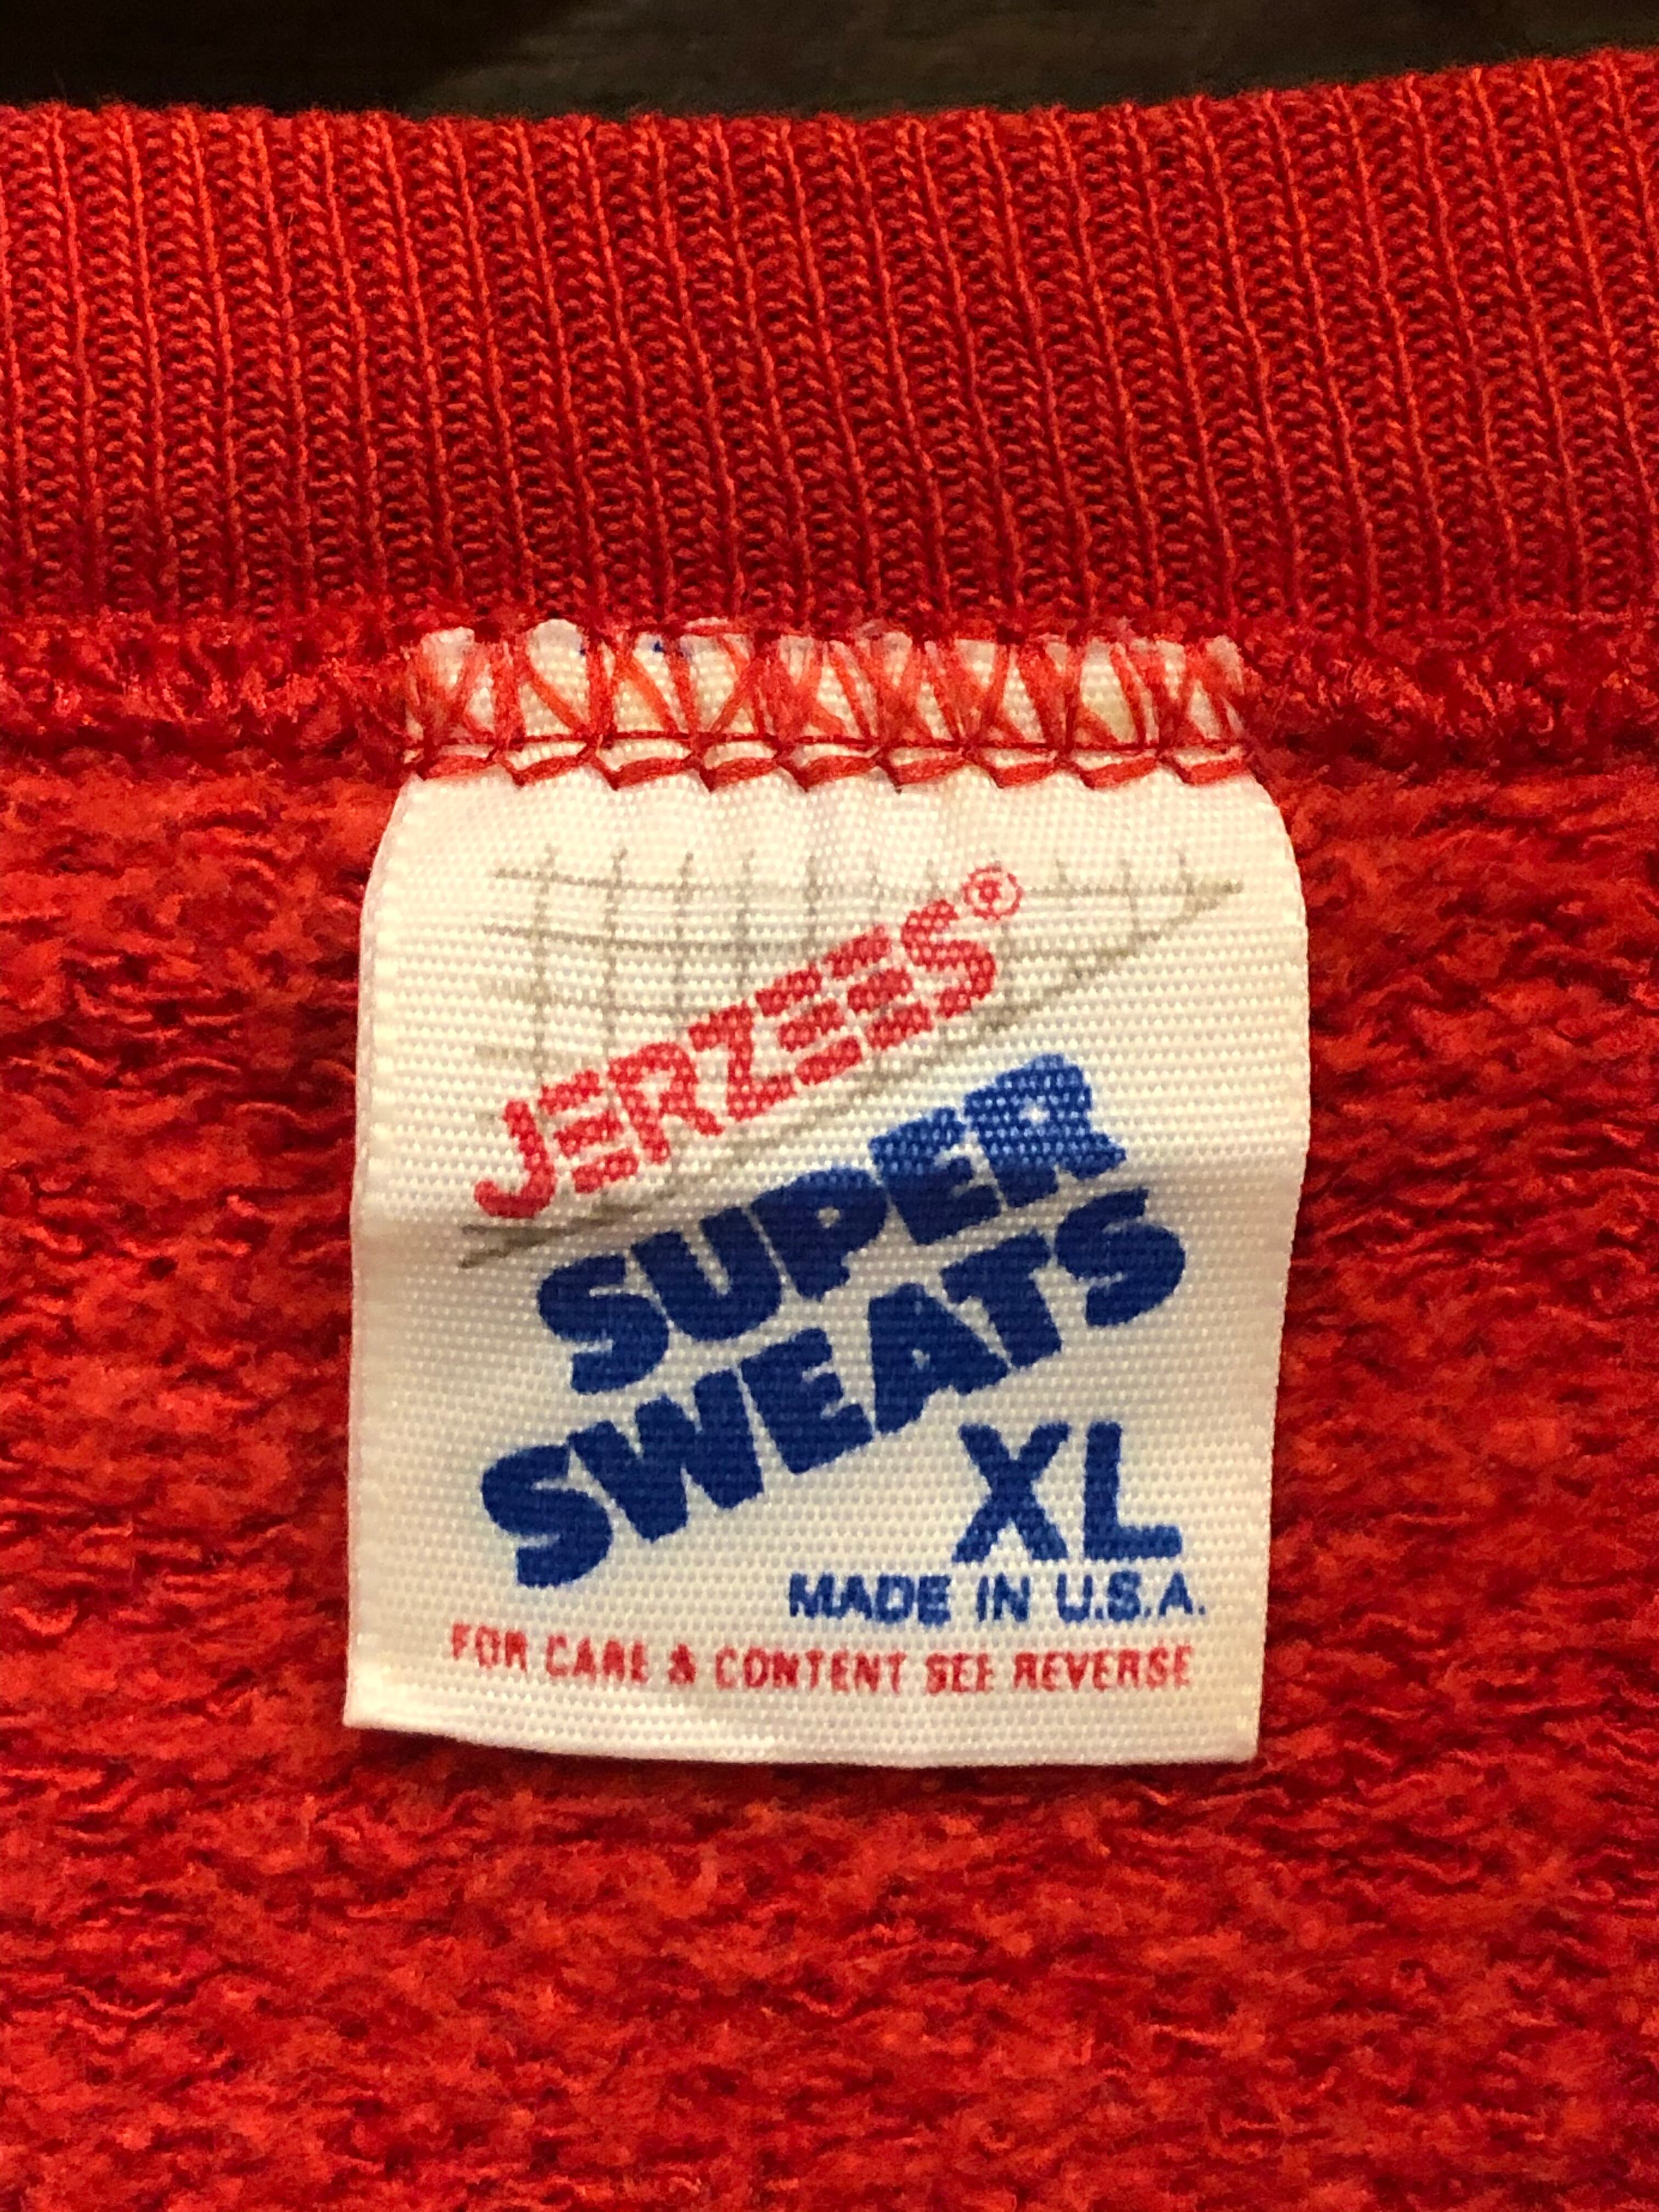 JERZEES®
SUPER
SWEATS
XL
MADE IN U.S.A.
FOR CARE & CONTENT SEE REVERSE